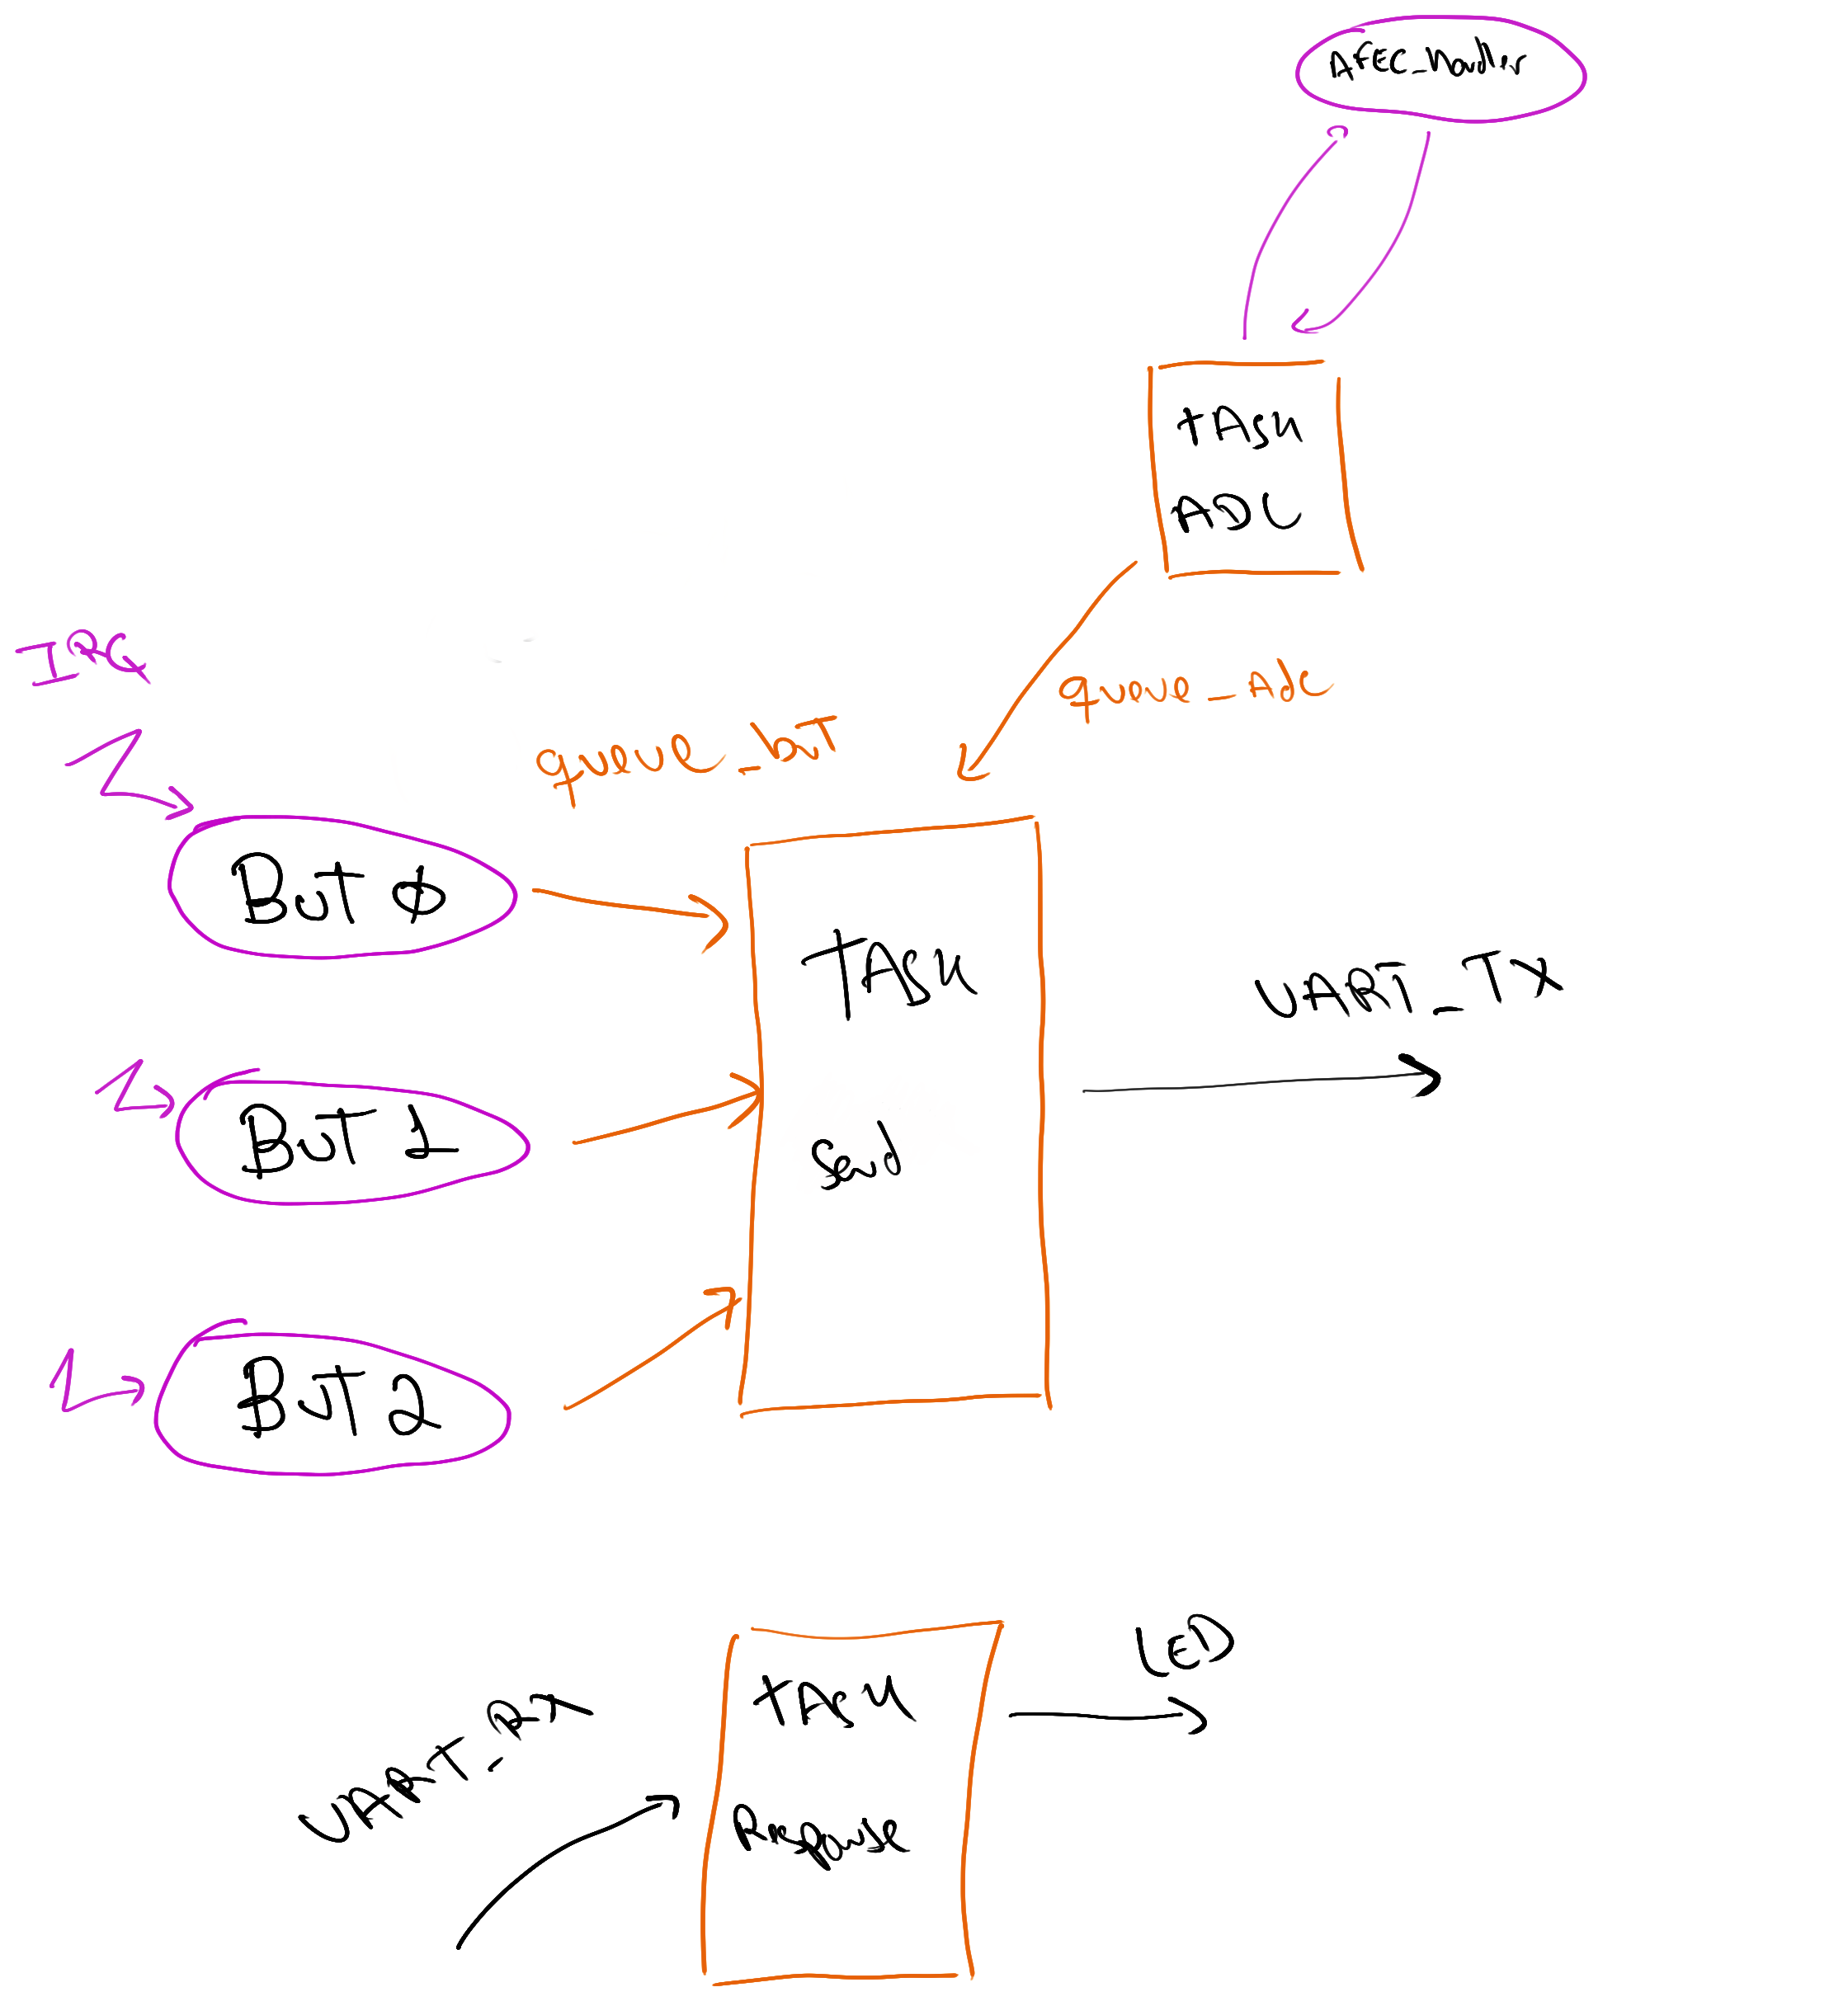 AFEC_Handler
TASK
ADC
IRQ
queue_Adc
queue_buT
BuT 0
TASK
Send
UART_TX
BuT 1
BuT 2
LED
TASK
UART_RX
Response